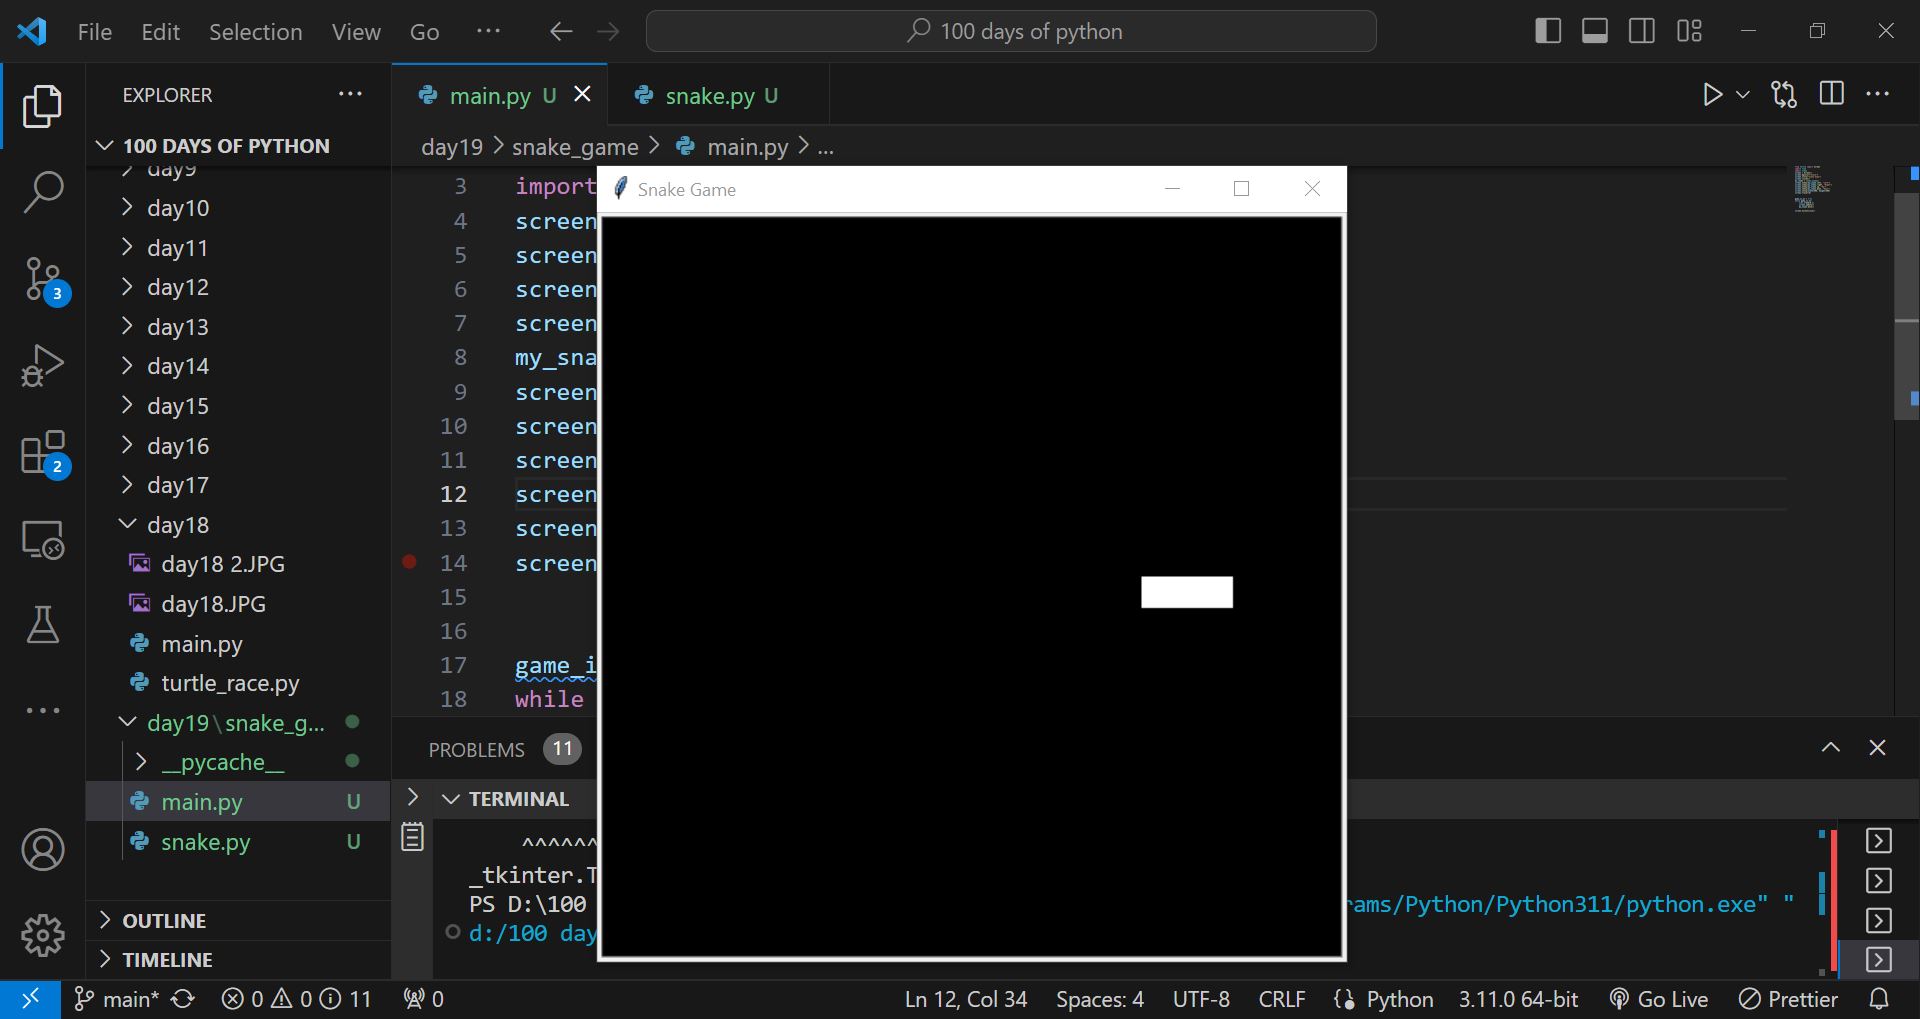 File Edit Selection View Go ··· 100 days of python
EXPLORER ···
main.py U
snake.py U
100 DAYS OF PYTHON
day19 > snake_game > main.py > ...
day9
day10
day11
day12
day13
day14
day15
day16
day17
day18
day18 2.JPG
day18.JPG
main.py
turtle_race.py
day19\snake_g...
__pycache__
main.py U
snake.py U
OUTLINE
TIMELINE
3
2
3 import
4 screen
5 screen
6 screen
7 screen
8 my_sna
9 screen
10 screen
11 screen
12 screen
13 screen
14 screen
15
16
17 game_i
18 while
Snake Game
PROBLEMS 11
TERMINAL
^^^^^^
_tkinter.T
PS D:\100 rams/Python/Python311/python.exe" "
d:/100 day
main* 0 0 11 0 Ln 12, Col 34 Spaces: 4 UTF-8 CRLF Python 3.11.0 64-bit Go Live Prettier